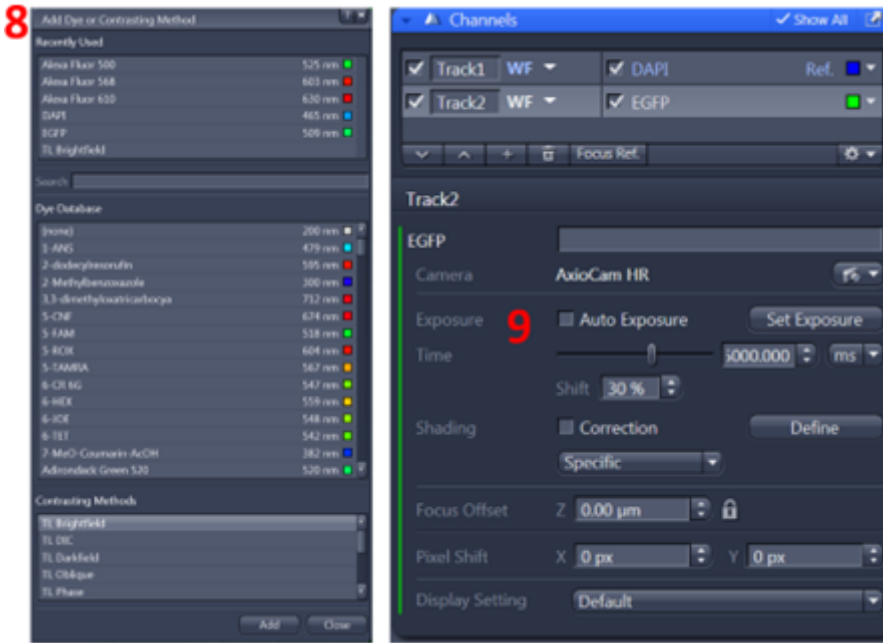 8
Add Dye or Contrasting Method ? ×
Recently Used
Alexa Fluor 500 525 nm
Alexa Fluor 568 603 nm
Alexa Fluor 610 630 nm
DAPI 465 nm
EGFP 509 nm
TL Brightfield
Search
Dye Database
(none) 200 nm
1-ANS 479 nm
2-dodecylresorufin 595 nm
2-Methylbenzoxazole 300 nm
3,3-dimethyloxatricarbocya 712 nm
5-CNF 674 nm
5-FAM 518 nm
5-ROX 604 nm
5-TAMRA 567 nm
6-CR 6G 547 nm
6-HEX 559 nm
6-JOE 548 nm
6-TET 542 nm
7-MeO-Coumarin-AcOH 382 nm
Adirondack Green 520 520 nm
Contrasting Methods
TL Brightfield
TL DIC
TL Darkfield
TL Oblique
TL Phase
Add Close
Channels Show All
Track1 WF DAPI Ref.
Track2 WF EGFP
+ Focus Ref.
Track2
EGFP
Camera AxioCam HR
9
Exposure Auto Exposure Set Exposure
Time 5000.000 ms
Shift 30 %
Shading Correction Define
Specific
Focus Offset Z 0.00 µm
Pixel Shift X 0 px Y 0 px
Display Setting Default